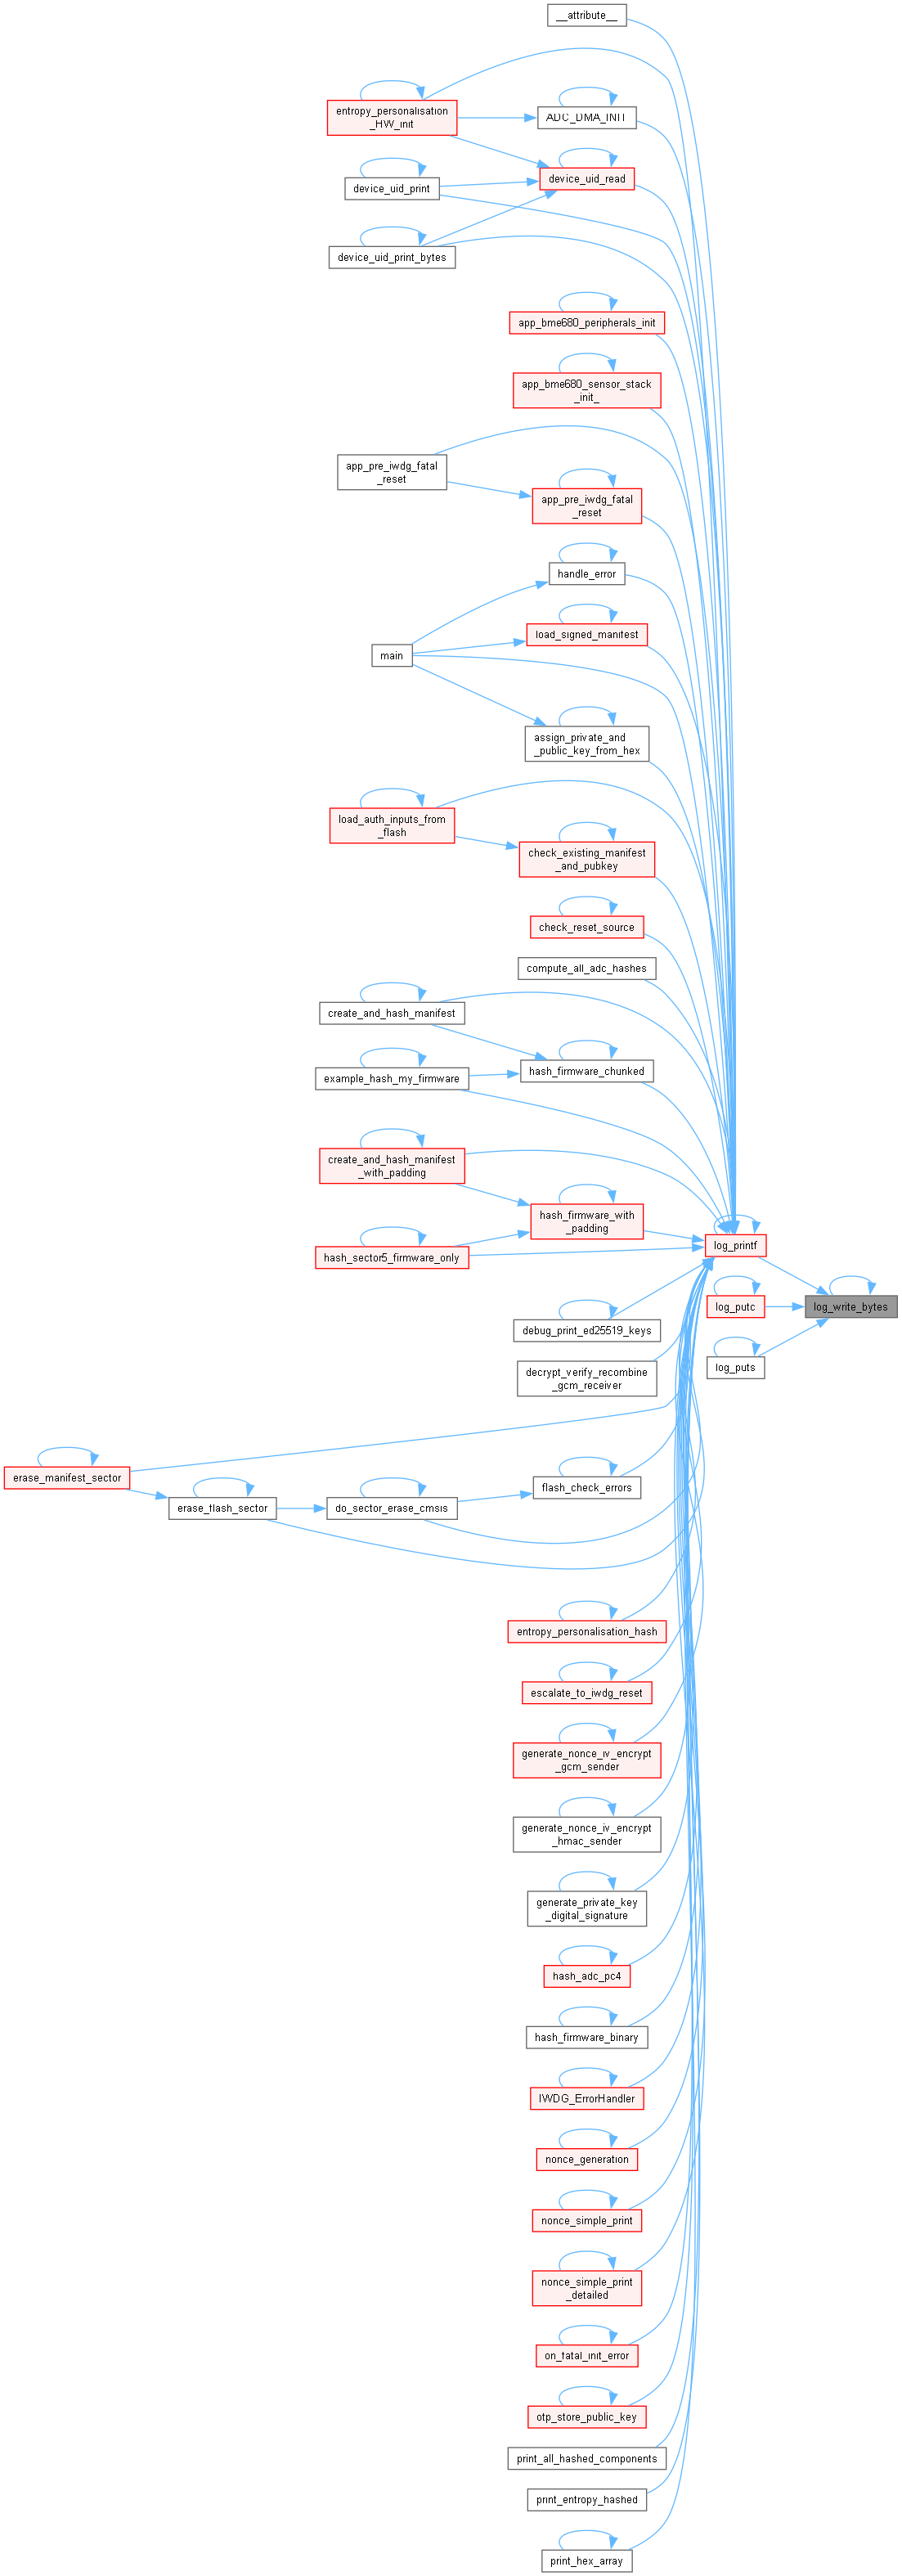 __attribute__
entropy_personalisation
_HW_init
ADC_DMA_INIT
device_uid_read
device_uid_print
device_uid_print_bytes
app_bme680_peripherals_init
app_bme680_sensor_stack
_init_
app_pre_iwdg_fatal
_reset
app_pre_iwdg_fatal
_reset
handle_error
load_signed_manifest
main
assign_private_and
_public_key_from_hex
load_auth_inputs_from
_flash
check_existing_manifest
_and_pubkey
check_reset_source
compute_all_adc_hashes
create_and_hash_manifest
hash_firmware_chunked
example_hash_my_firmware
create_and_hash_manifest
_with_padding
hash_firmware_with
_padding
hash_sector5_firmware_only
log_printf
log_putc
log_write_bytes
log_puts
debug_print_ed25519_keys
decrypt_verify_recombine
_gcm_receiver
erase_manifest_sector
erase_flash_sector
do_sector_erase_cmsis
flash_check_errors
entropy_personalisation_hash
escalate_to_iwdg_reset
generate_nonce_iv_encrypt
_gcm_sender
generate_nonce_iv_encrypt
_hmac_sender
generate_private_key
_digital_signature
hash_adc_pc4
hash_firmware_binary
IWDG_ErrorHandler
nonce_generation
nonce_simple_print
nonce_simple_print
_detailed
on_fatal_init_error
otp_store_public_key
print_all_hashed_components
print_entropy_hashed
print_hex_array